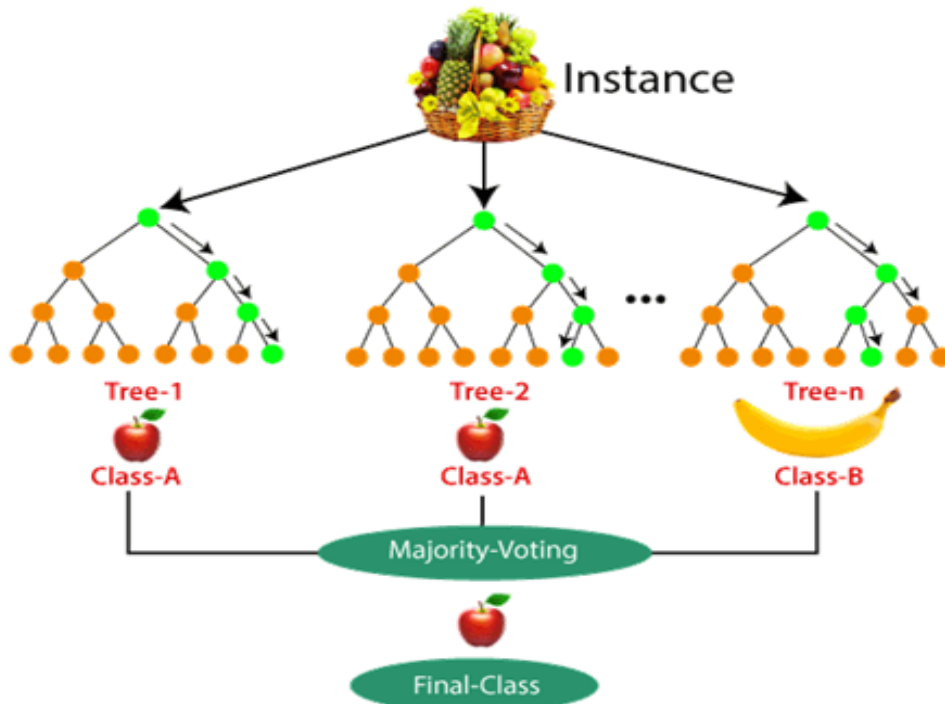 Instance
...
Tree-1
Tree-2
Tree-n
Class-A
Class-A
Class-B
Majority-Voting
Final-Class